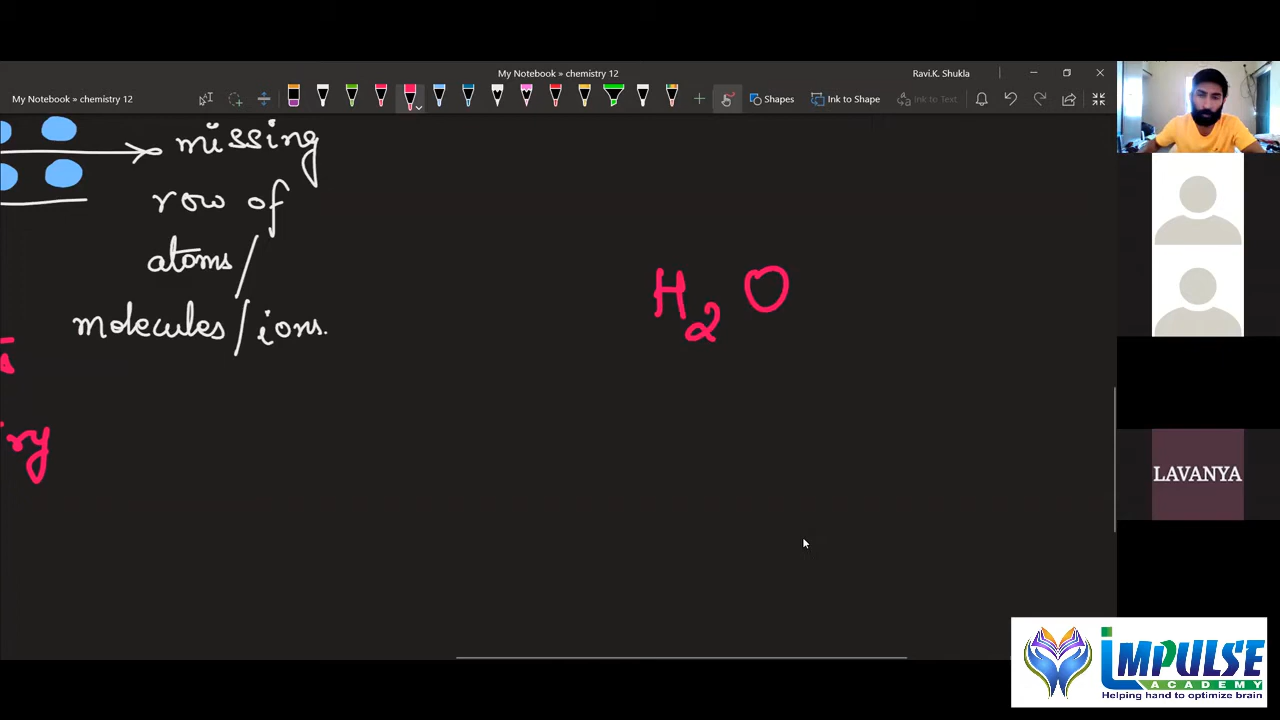 My Notebook » chemistry 12
Ravi.K. Shukla
My Notebook » chemistry 12
Shapes
Ink to Shape
Ink to Text
missing
row of
atoms/
molecules/ions.
H2O
ry
LAVANYA
IMPULSE
ACADEMY
Helping hand to optimize brain